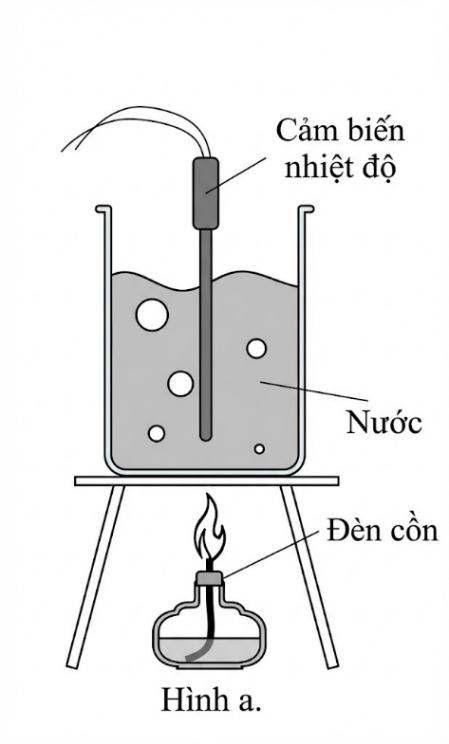 Cảm biến
nhiệt độ
Nước
Đèn cồn
Hình a.